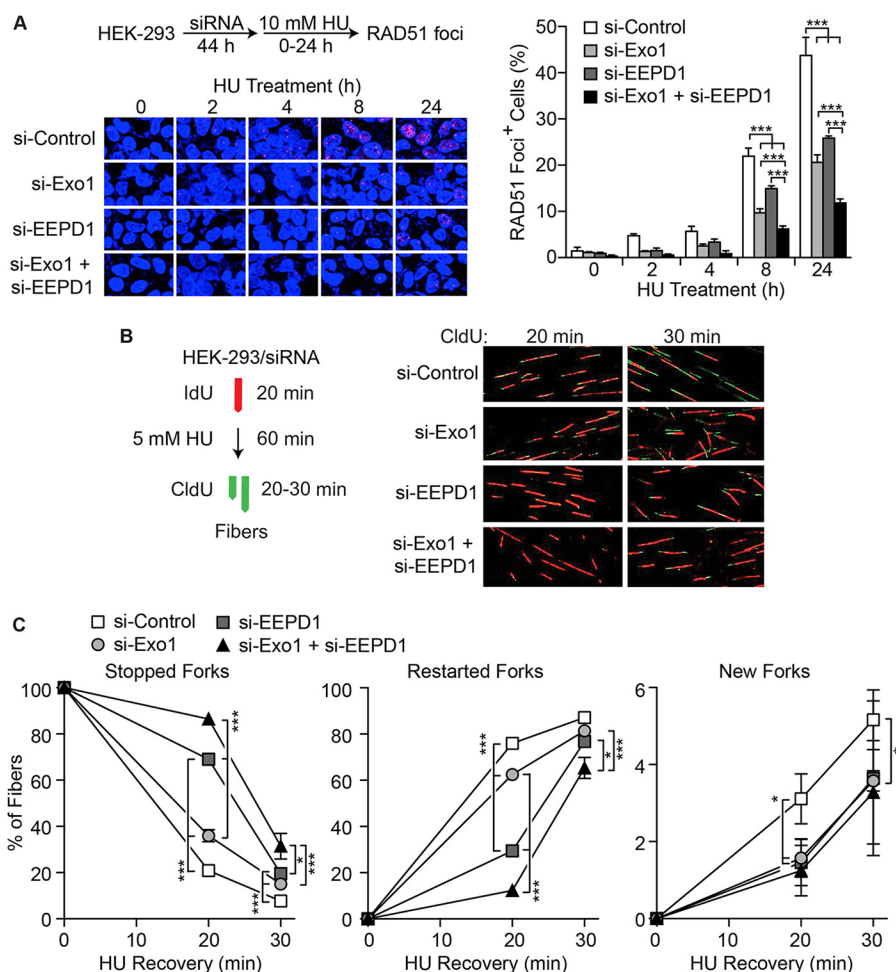 A
HEK-293 siRNA 44 h 10 mM HU 0-24 h RAD51 foci
HU Treatment (h)
0 2 4 8 24
si-Control
si-Exo1
si-EEPD1
si-Exo1 +
si-EEPD1
si-Control
si-Exo1
si-EEPD1
si-Exo1 + si-EEPD1
RAD51 Foci+ Cells (%)
50
40
30
20
10
0
***
***
***
***
***
***
0 2 4 8 24
HU Treatment (h)
B
HEK-293/siRNA
IdU 20 min
5 mM HU 60 min
CldU 20-30 min
Fibers
CldU: 20 min 30 min
si-Control
si-Exo1
si-EEPD1
si-Exo1 +
si-EEPD1
C
si-Control si-EEPD1
si-Exo1 si-Exo1 + si-EEPD1
Stopped Forks
% of Fibers
100
80
60
40
20
0
***
***
***
*
***
0 10 20 30
HU Recovery (min)
Restarted Forks
100
80
60
40
20
0
***
***
*
***
0 10 20 30
HU Recovery (min)
New Forks
6
4
2
0
*
*
0 10 20 30
HU Recovery (min)